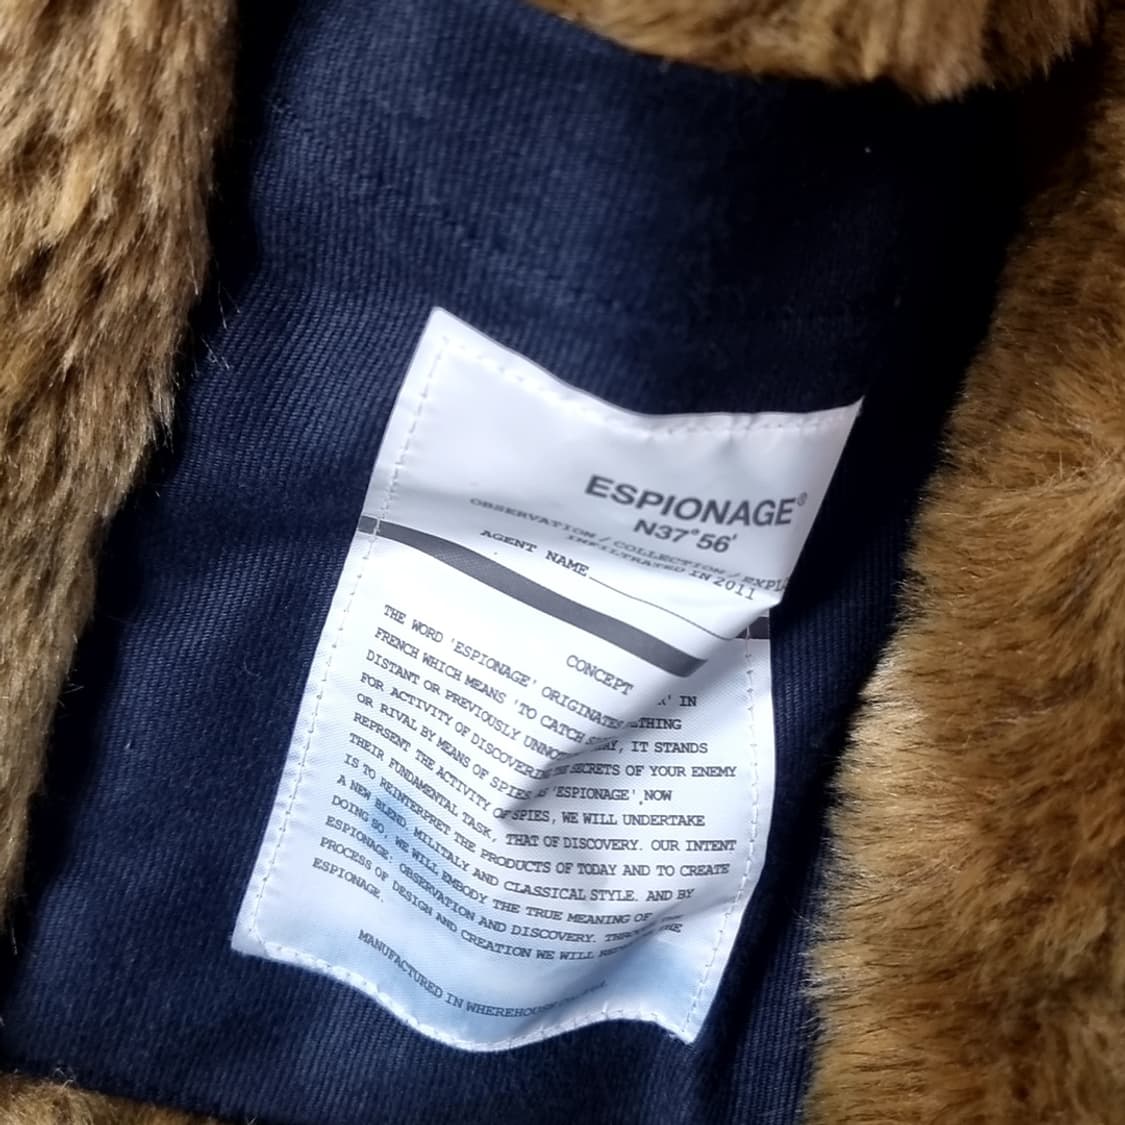 ESPIONAGE®
N37°56'
OBSERVATION / COLLECTION / EXPL
INFILTRATED IN 2011
AGENT NAME
CONCEPT
THE WORD 'ESPIONAGE' ORIGINATES IN
FRENCH WHICH MEANS 'TO CATCH
DISTANT OR PREVIOUSLY IT STANDS
FOR ACTIVITY OF DISCOVERING THE SECRETS OF YOUR ENEMY
OR RIVAL BY MEANS OF SPIES 'ESPIONAGE' NOW
REPRSENT THE ACTIVITY OF SPIES, WE WILL UNDERTAKE
THEIR FUNDAMENTAL TASK, THAT OF DISCOVERY. OUR INTENT
IS TO REINTERPRET THE PRODUCTS OF TODAY AND TO CREATE
A NEW BLEND, MILITALY AND CLASSICAL STYLE. AND BY
DOING SO, WE WILL EMBODY THE TRUE MEANING OF
ESPIONAGE. OBSERVATION AND DISCOVERY. THE
PROCESS OF DESIGN AND CREATION WE WILL
ESPIONAGE.
MANUFACTURED IN